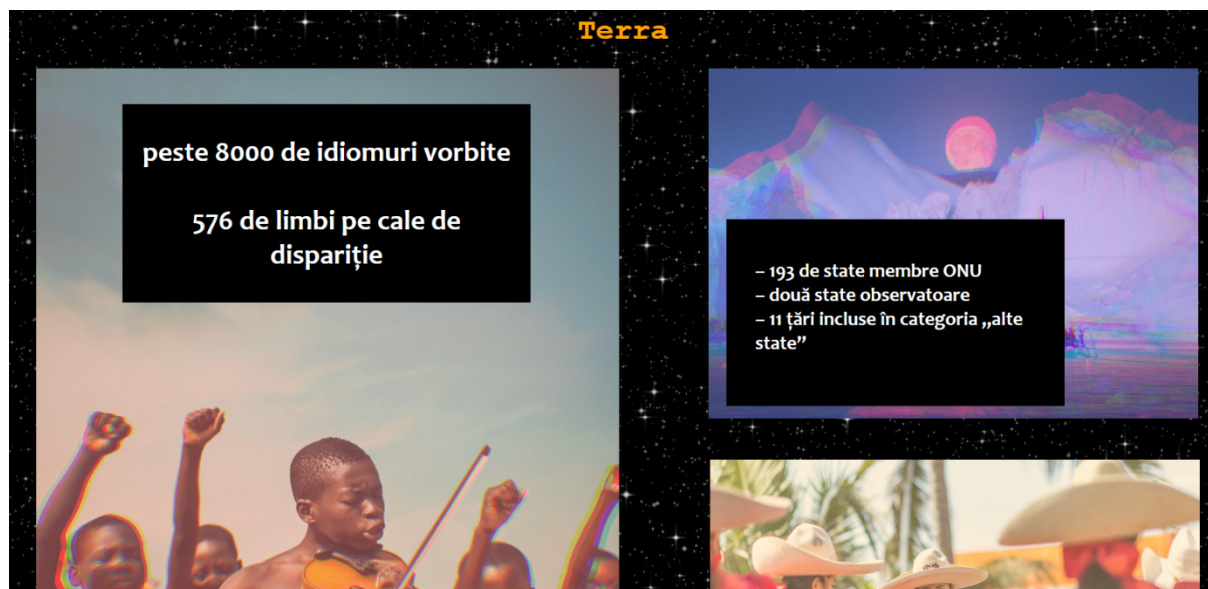 Terra
peste 8000 de idiomuri vorbite
576 de limbi pe cale de
dispariție
– 193 de state membre ONU
– două state observatoare
– 11 țări incluse în categoria „alte
state”